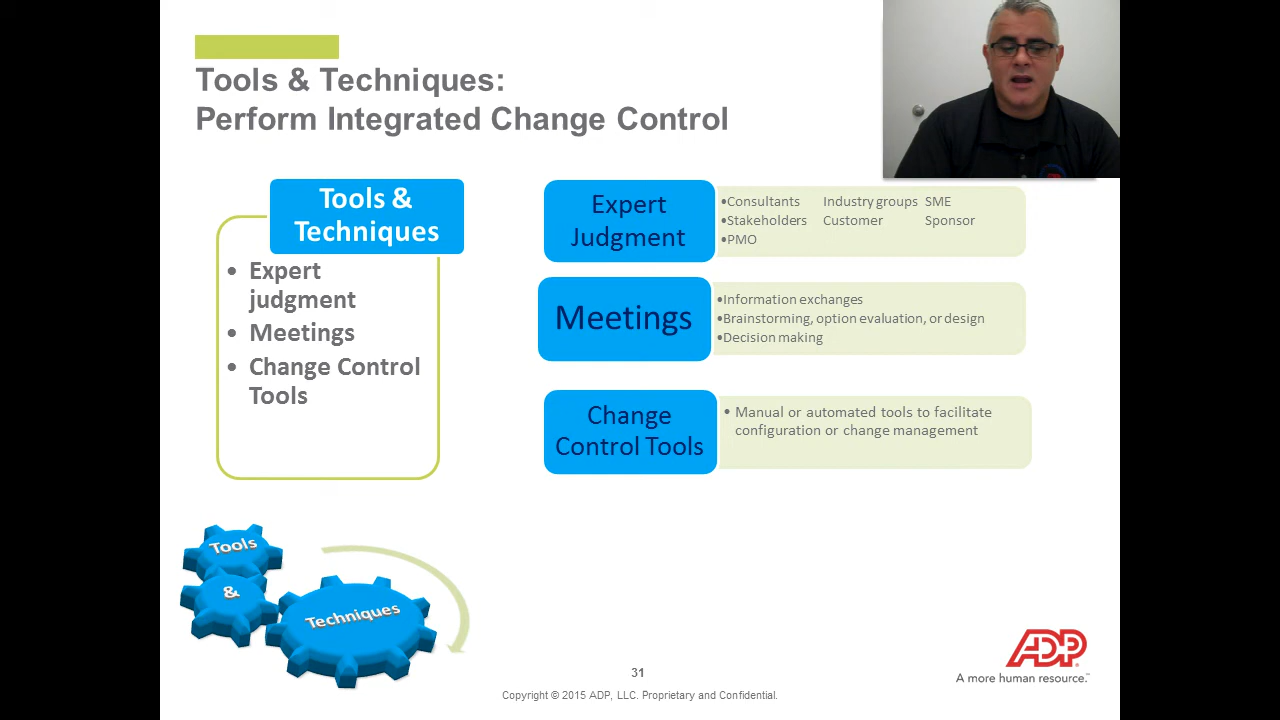 Tools & Techniques:
Perform Integrated Change Control
Tools &
Techniques
• Expert
judgment
• Meetings
• Change Control
Tools
Expert
Judgment
•Consultants Industry groups SME
•Stakeholders Customer Sponsor
•PMO
Meetings
•Information exchanges
•Brainstorming, option evaluation, or design
•Decision making
Change
Control Tools
• Manual or automated tools to facilitate
configuration or change management
Tools
&
Techniques
ADP
A more human resource.™
31
Copyright © 2015 ADP, LLC. Proprietary and Confidential.